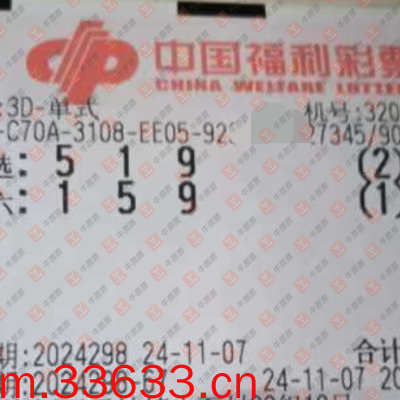 中国福利彩票
CHINA WELFARE LOTTE
:3D-单式 机号:320
-C70A-3108-EE05-923 27345/90
选: 5 1 9 (2)
六: 1 5 9 (1)
期:2024298 24-11-07 合计
24-11-07 20
m.33633.cn